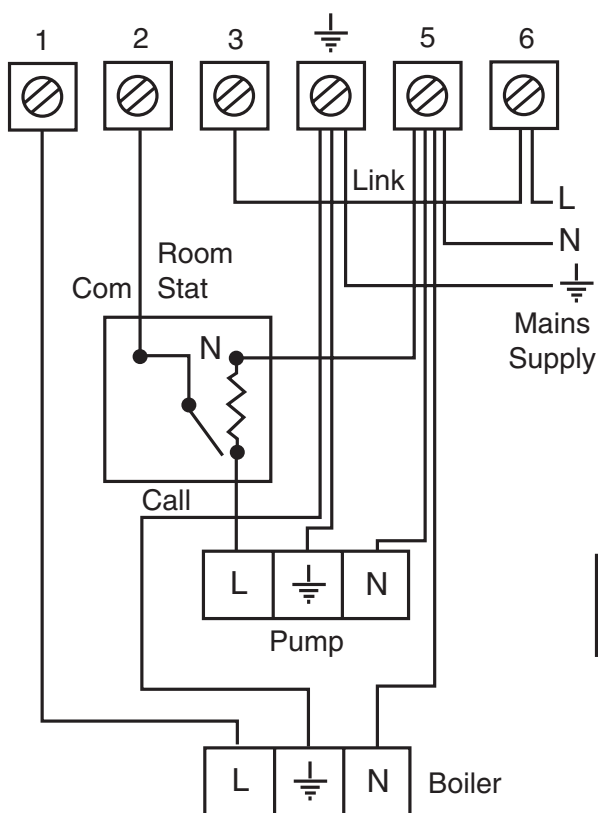 1 2 3 5 6
Link
L
N
Room
Stat
Com
Mains
Supply
N
Call
L N
Pump
L N
Boiler